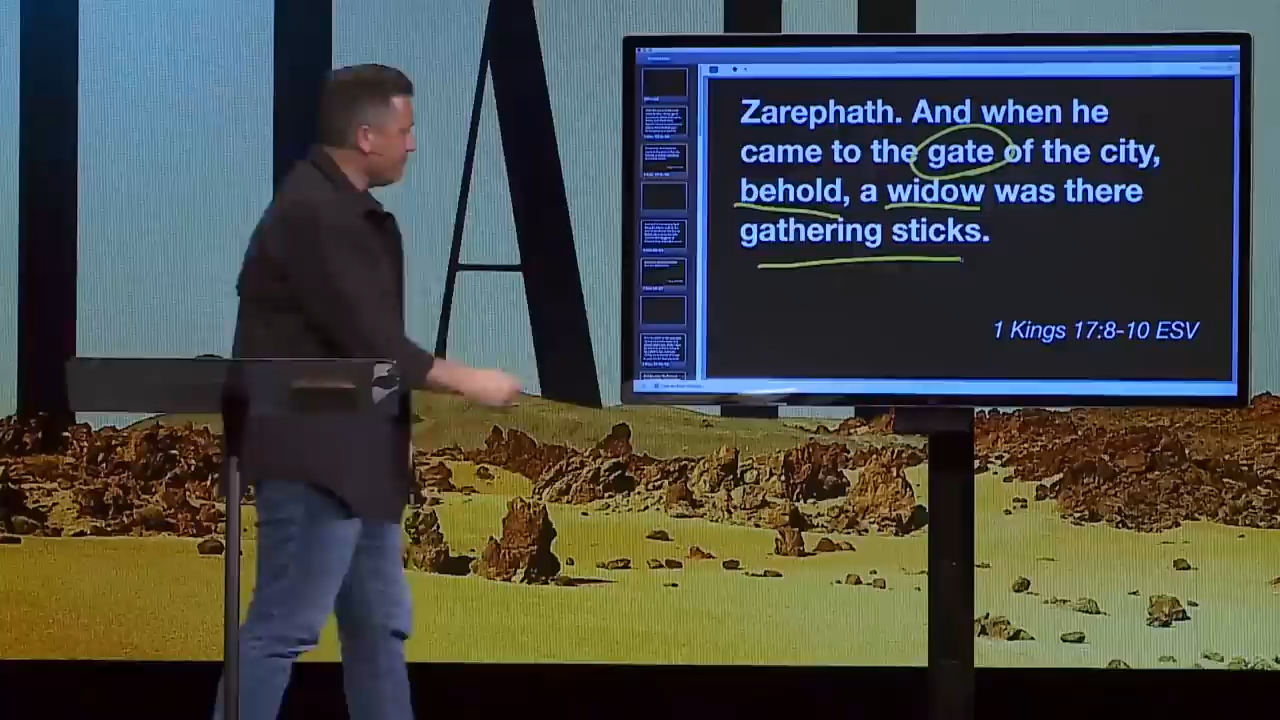 Zarephath. And when he
came to the gate of the city,
behold, a widow was there
gathering sticks.
1 Kings 17:8-10 ESV